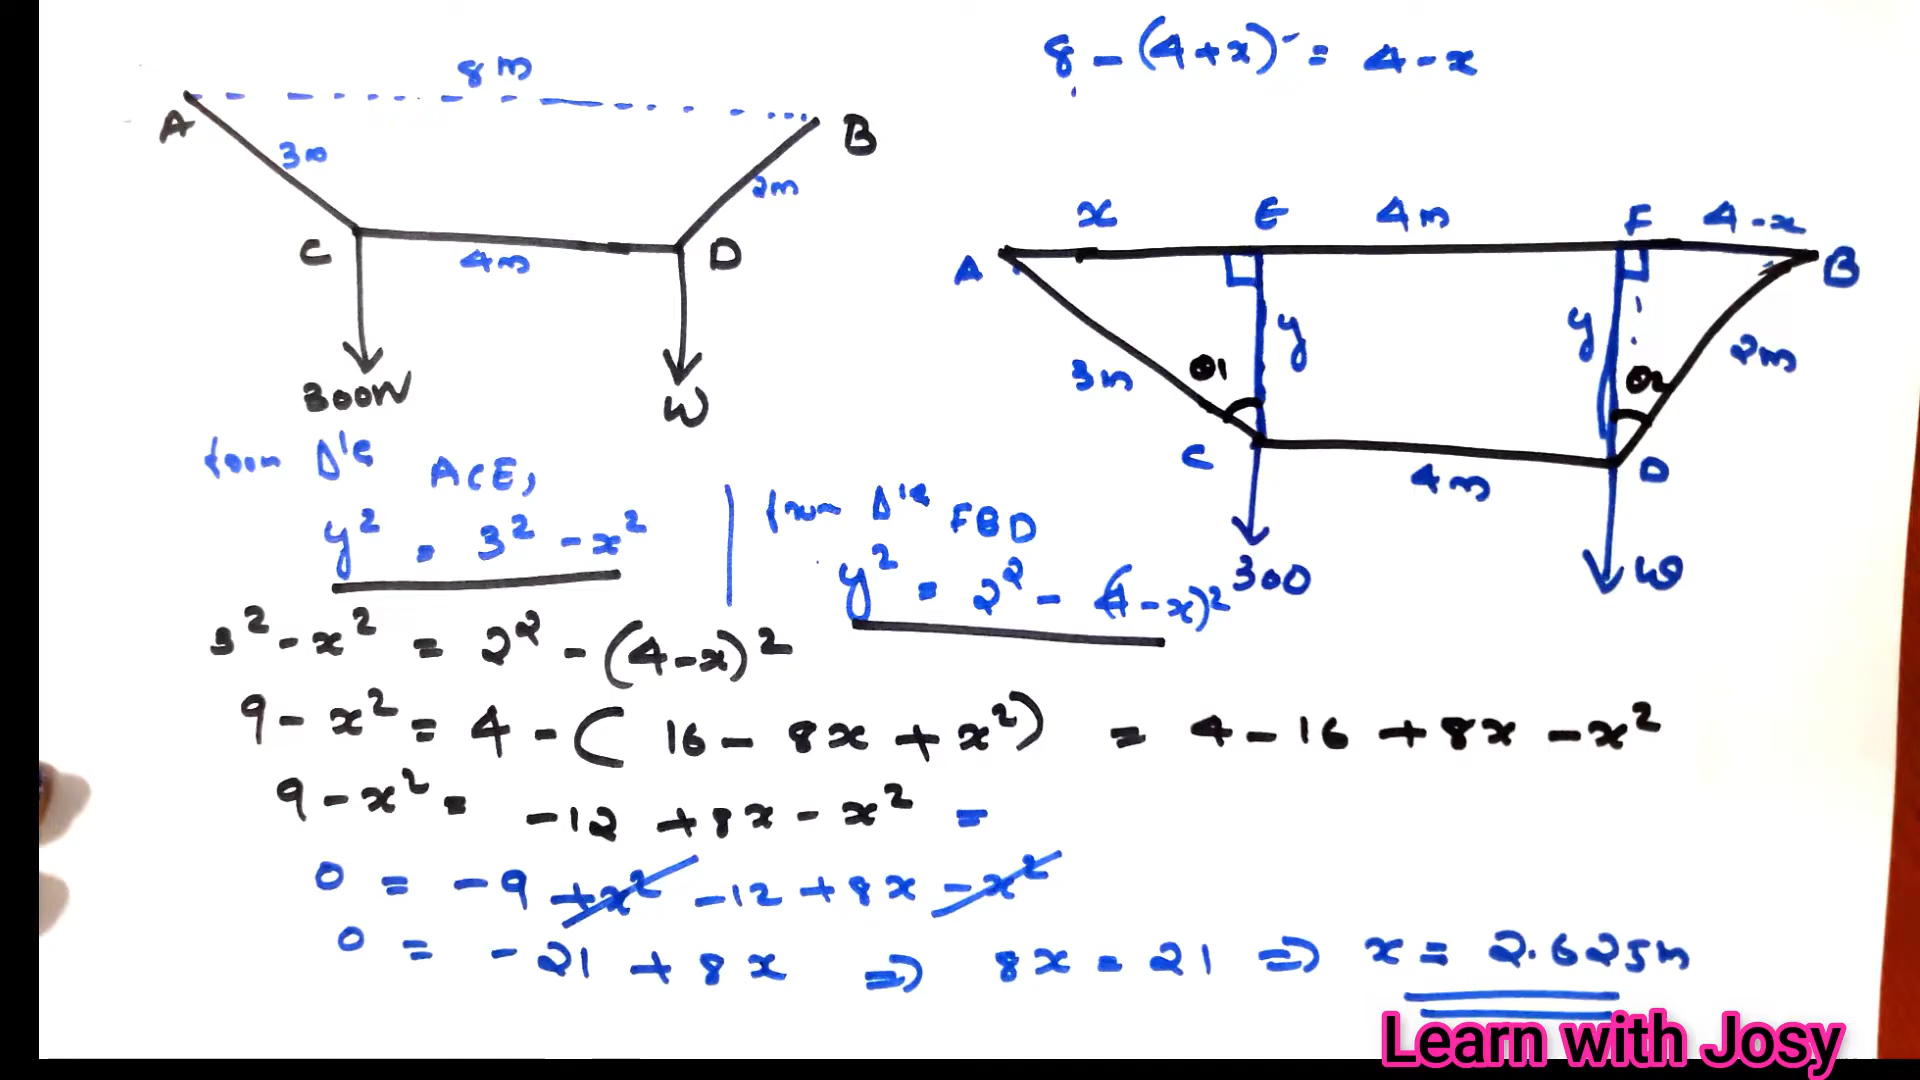 8 m
8 - (4+x) = 4-x
A
B
3m
2m
C
4m
D
300N
W
x
E
4m
F
4-x
A
B
y
y
θ1
θ2
3m
2m
C
4m
D
300
W
from Δle ACE,
y² = 3² - x²
from Δle FBD
y² = 2² - (4-x)²
3² - x² = 2² - (4-x)²
9 - x² = 4 - (16 - 8x + x²) = 4 - 16 + 8x - x²
9 - x² = -12 + 8x - x² =
0 = -9 +x² -12 +8x -x²
0 = -21 + 8x ⇒ 8x = 21 ⇒ x = 2.625m
Learn with Josy